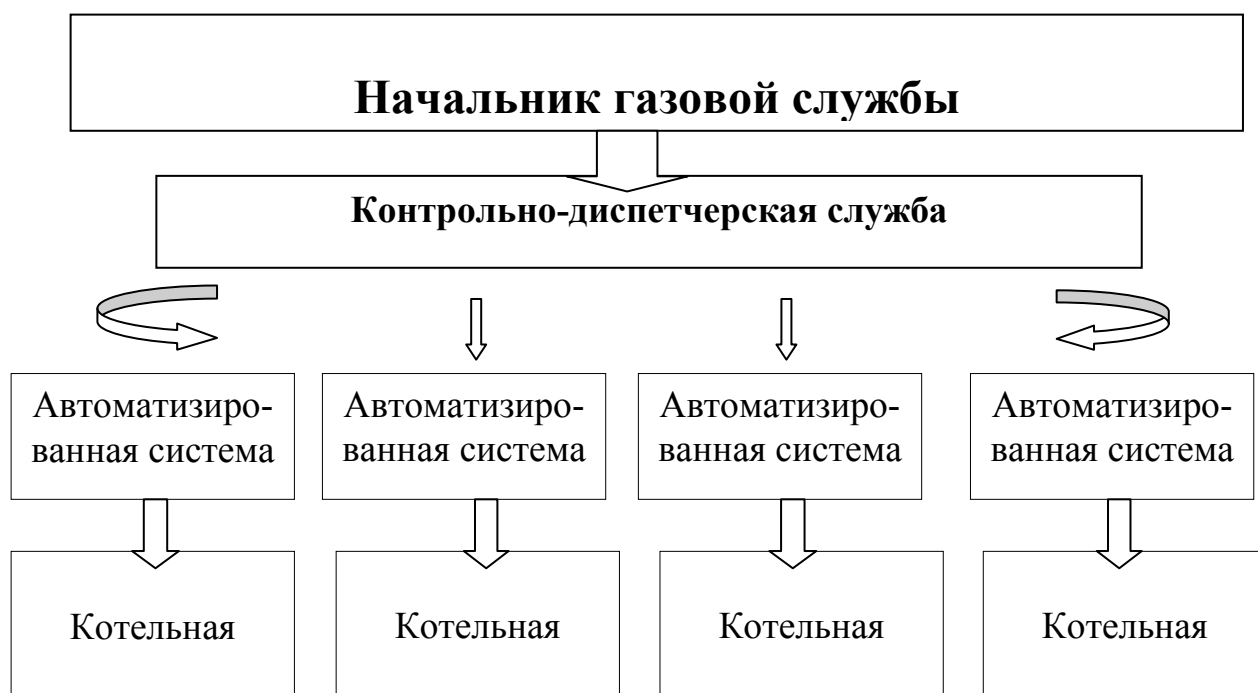 Начальник газовой службы
Контрольно-диспетчерская служба
Автоматизиро-
ванная система
Автоматизиро-
ванная система
Автоматизиро-
ванная система
Автоматизиро-
ванная система
Котельная
Котельная
Котельная
Котельная